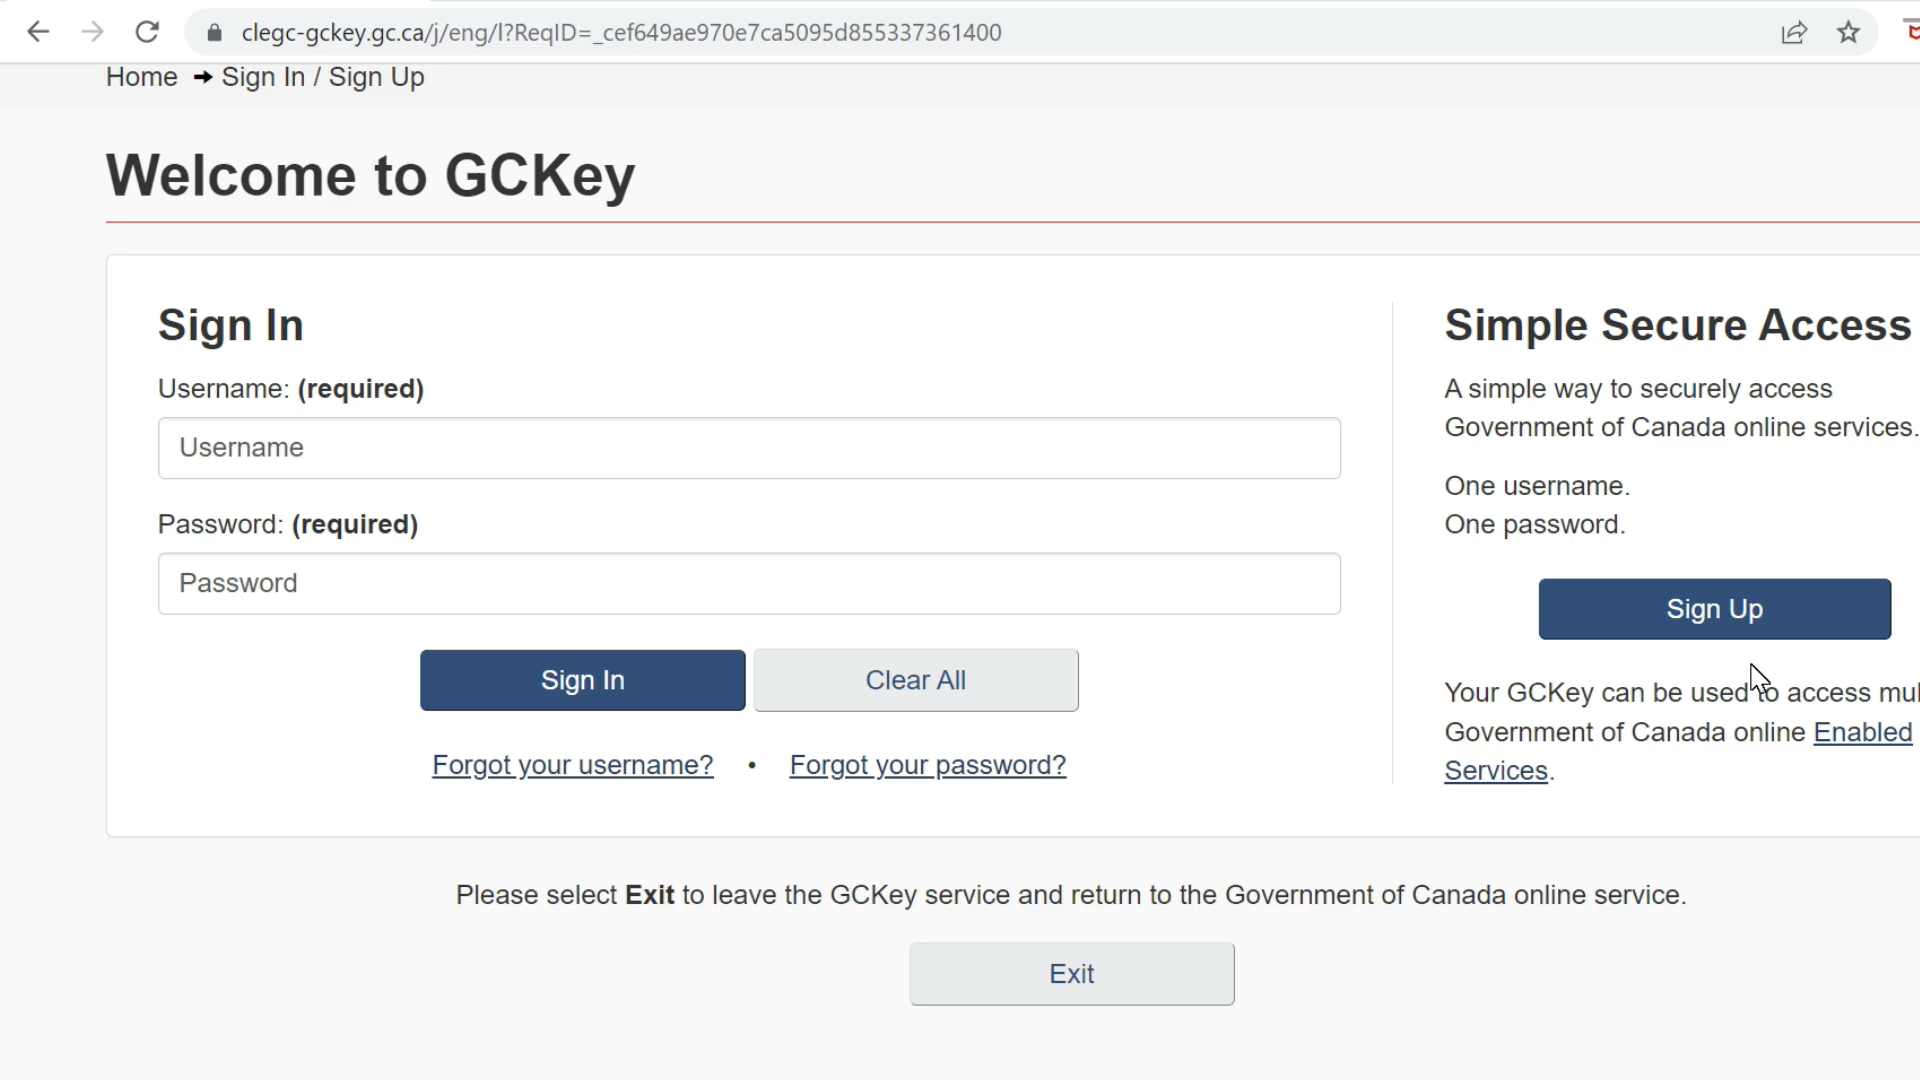 clegc-gckey.gc.ca/j/eng/l?ReqID=_cef649ae970e7ca5095d855337361400
Home ➔ Sign In / Sign Up
Welcome to GCKey
Sign In
Username: (required)
Username
Password: (required)
Password
Sign In
Clear All
Forgot your username? • Forgot your password?
Simple Secure Access
A simple way to securely access
Government of Canada online services.
One username.
One password.
Sign Up
Your GCKey can be used to access
Government of Canada online Enabled
Services.
Please select Exit to leave the GCKey service and return to the Government of Canada online service.
Exit